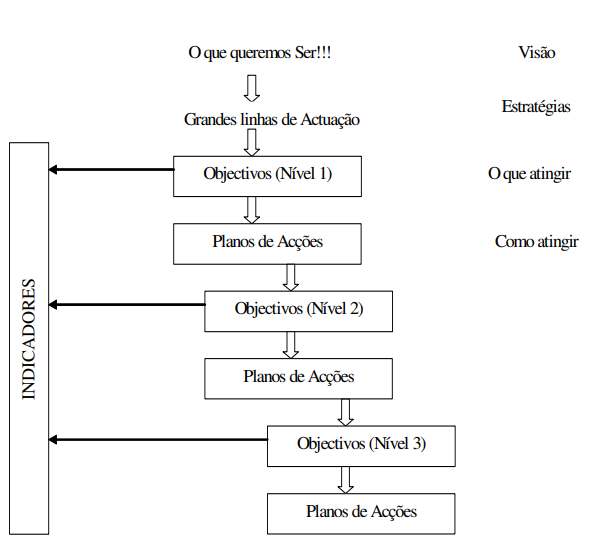 O que queremos Ser!!!
Visão
Estratégias
Grandes linhas de Actuação
Objectivos (Nível 1)
O que atingir
Planos de Acções
Como atingir
INDICADORES
Objectivos (Nível 2)
Planos de Acções
Objectivos (Nível 3)
Planos de Acções